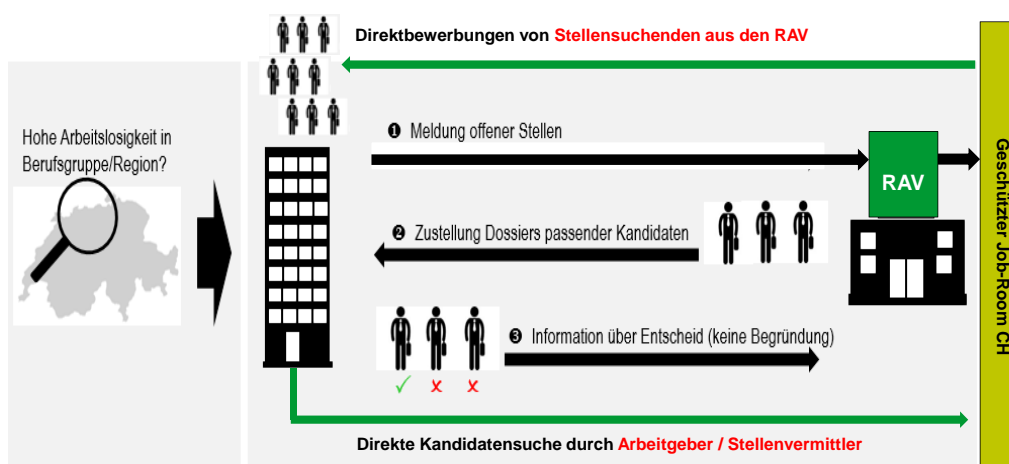 Direktbewerbungen von Stellensuchenden aus den RAV
Hohe Arbeitslosigkeit in
Berufsgruppe/Region?
❶ Meldung offener Stellen
RAV
❷ Zustellung Dossiers passender Kandidaten
❸ Information über Entscheid (keine Begründung)
Direkte Kandidatensuche durch Arbeitgeber / Stellenvermittler
Geschützter Job-Room CH